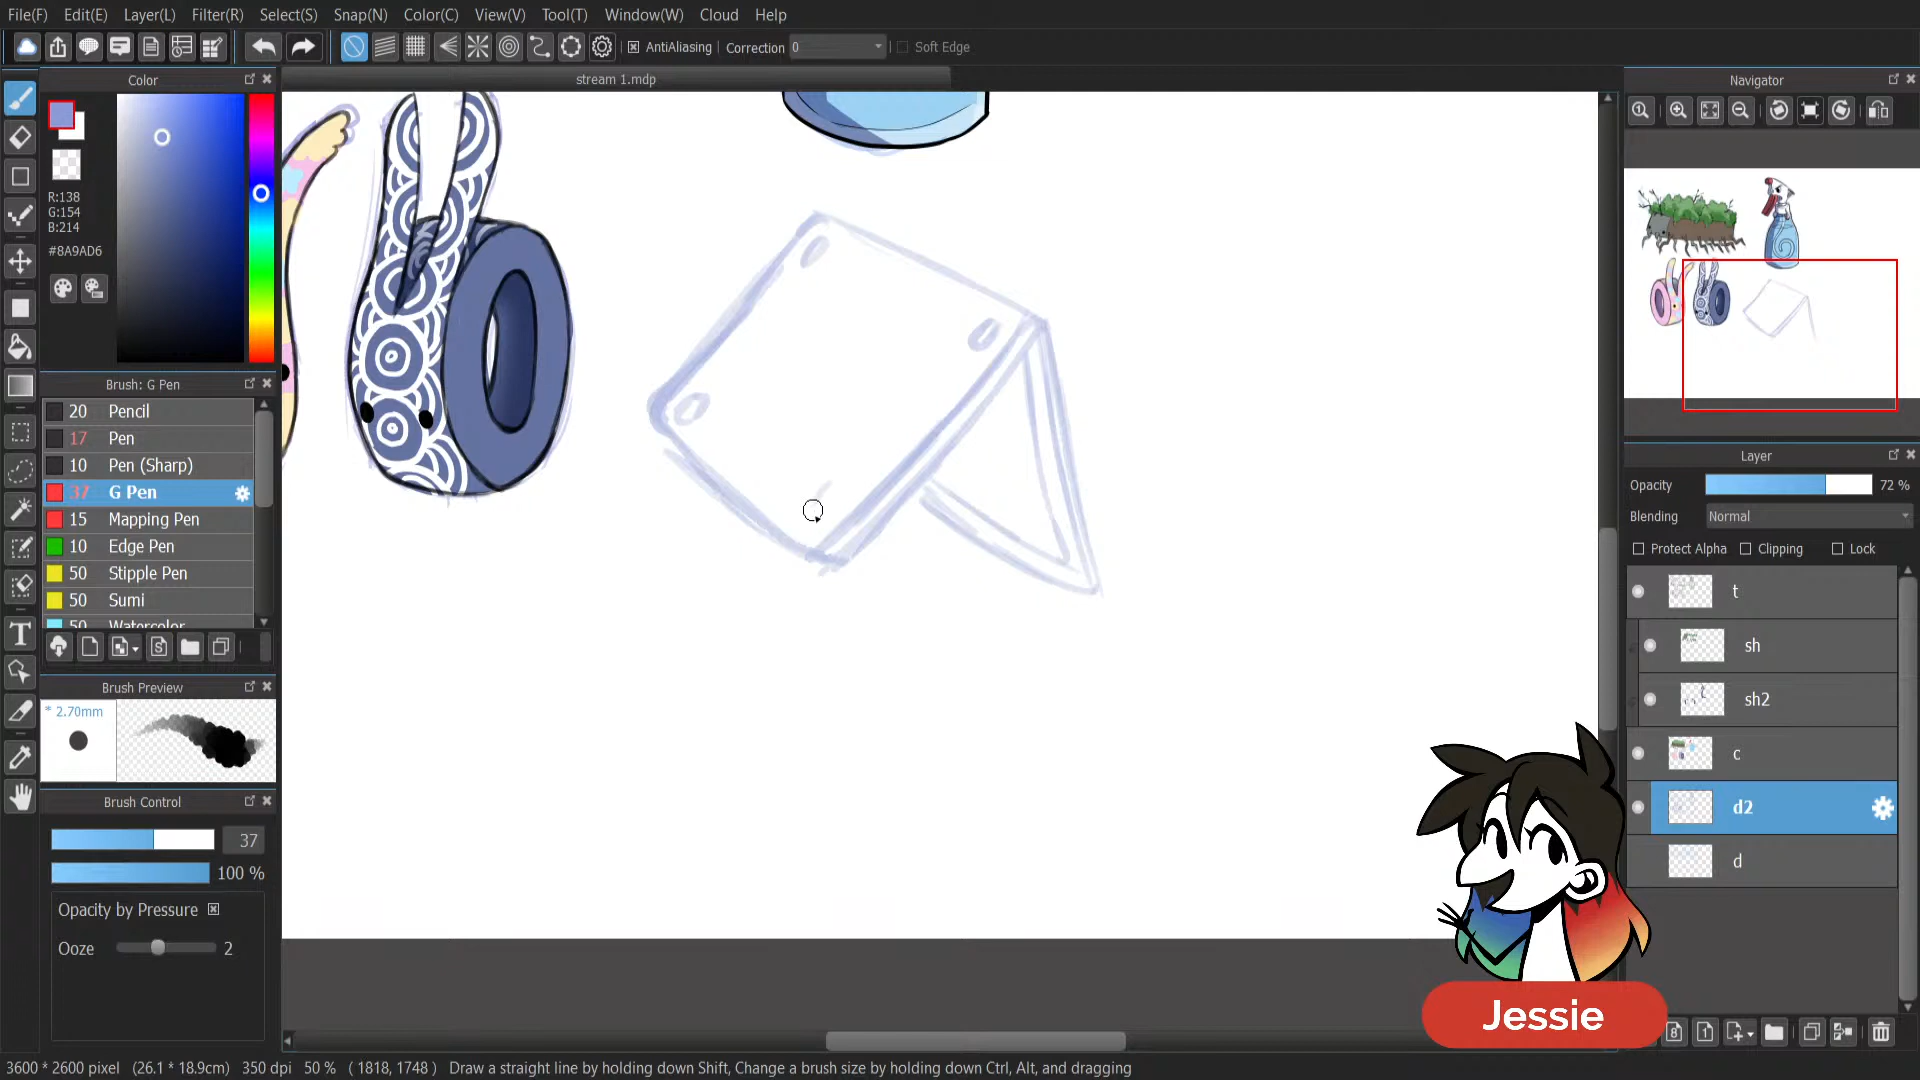 File(F) Edit(E) Layer(L) Filter(R) Select(S) Snap(N) Color(C) View(V) Tool(T) Window(W) Cloud Help
AntiAliasing Correction 0 Soft Edge
Color
stream 1.mdp
Navigator
R:138
G:154
B:214
#8A9AD6
Brush: G Pen
20 Pencil
17 Pen
10 Pen (Sharp)
37 G Pen
15 Mapping Pen
10 Edge Pen
50 Stipple Pen
50 Sumi
50 Watercolor
Brush Preview
* 2.70mm
Brush Control
37
100 %
Opacity by Pressure
Ooze 2
Layer
Opacity 72 %
Blending Normal
Protect Alpha Clipping Lock
t
sh
sh2
c
d2
d
Jessie
3600 * 2600 pixel (26.1 * 18.9cm) 350 dpi 50 % ( 1818, 1748 ) Draw a straight line by holding down Shift, Change a brush size by holding down Ctrl, Alt, and dragging